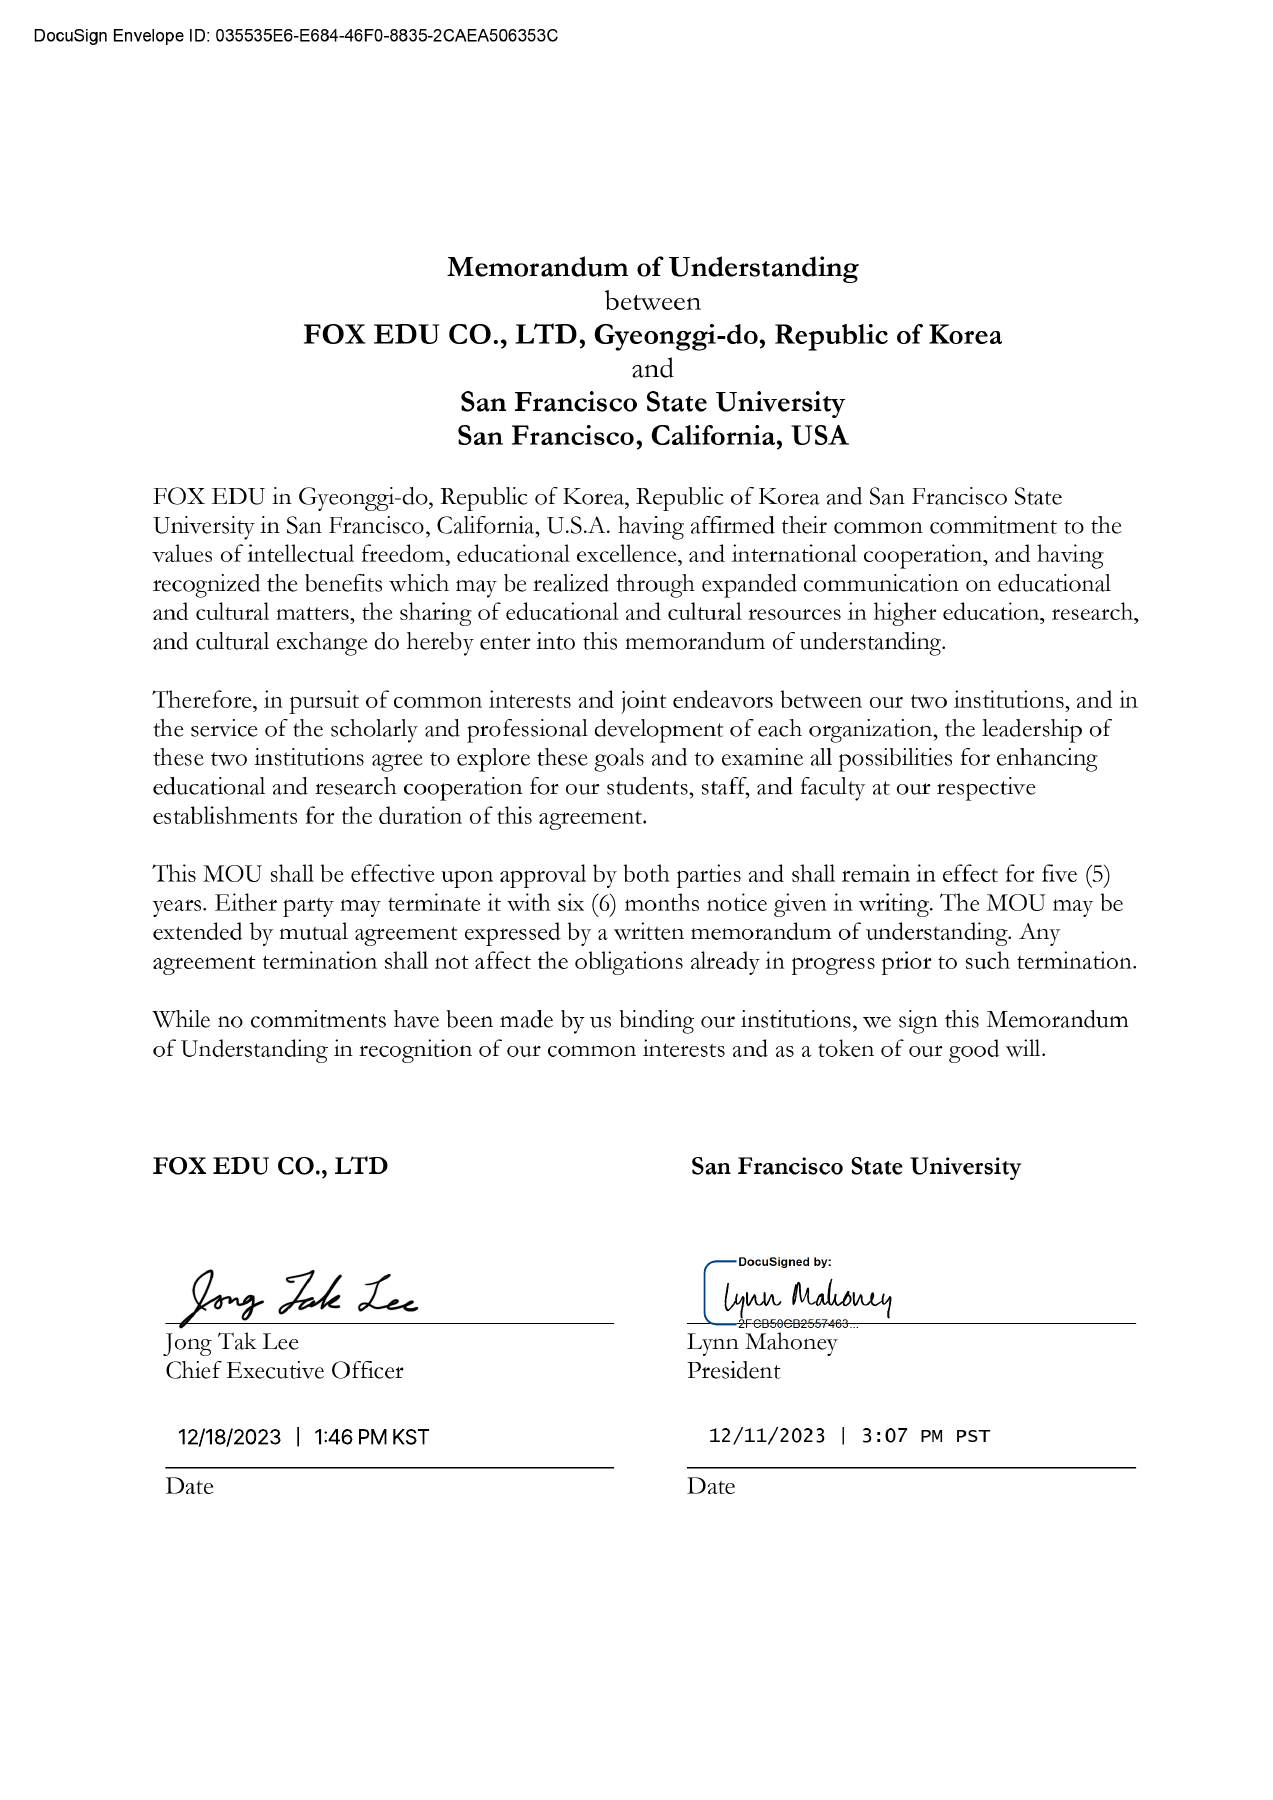 DocuSign Envelope ID: 035535E6-E684-46F0-8835-2CAEA506353C
Memorandum of Understanding
between
FOX EDU CO., LTD, Gyeonggi-do, Republic of Korea
and
San Francisco State University
San Francisco, California, USA
FOX EDU in Gyeonggi-do, Republic of Korea, Republic of Korea and San Francisco State
University in San Francisco, California, U.S.A. having affirmed their common commitment to the
values of intellectual freedom, educational excellence, and international cooperation, and having
recognized the benefits which may be realized through expanded communication on educational
and cultural matters, the sharing of educational and cultural resources in higher education, research,
and cultural exchange do hereby enter into this memorandum of understanding.
Therefore, in pursuit of common interests and joint endeavors between our two institutions, and in
the service of the scholarly and professional development of each organization, the leadership of
these two institutions agree to explore these goals and to examine all possibilities for enhancing
educational and research cooperation for our students, staff, and faculty at our respective
establishments for the duration of this agreement.
This MOU shall be effective upon approval by both parties and shall remain in effect for five (5)
years. Either party may terminate it with six (6) months notice given in writing. The MOU may be
extended by mutual agreement expressed by a written memorandum of understanding. Any
agreement termination shall not affect the obligations already in progress prior to such termination.
While no commitments have been made by us binding our institutions, we sign this Memorandum
of Understanding in recognition of our common interests and as a token of our good will.
FOX EDU CO., LTD
San Francisco State University
Jong Tak Lee
DocuSigned by:
Lynn Mahoney
2FCB50CB2557463...
Jong Tak Lee
Chief Executive Officer
Lynn Mahoney
President
12/18/2023 | 1:46 PM KST
12/11/2023 | 3:07 PM PST
Date
Date